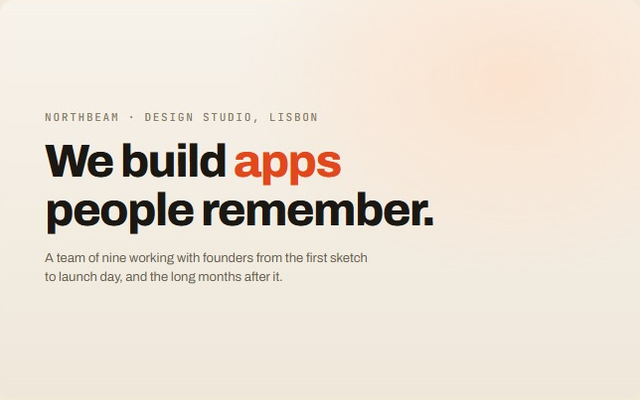 NORTHBEAM · DESIGN STUDIO, LISBON
We build apps
people remember.
A team of nine working with founders from the first sketch
to launch day, and the long months after it.